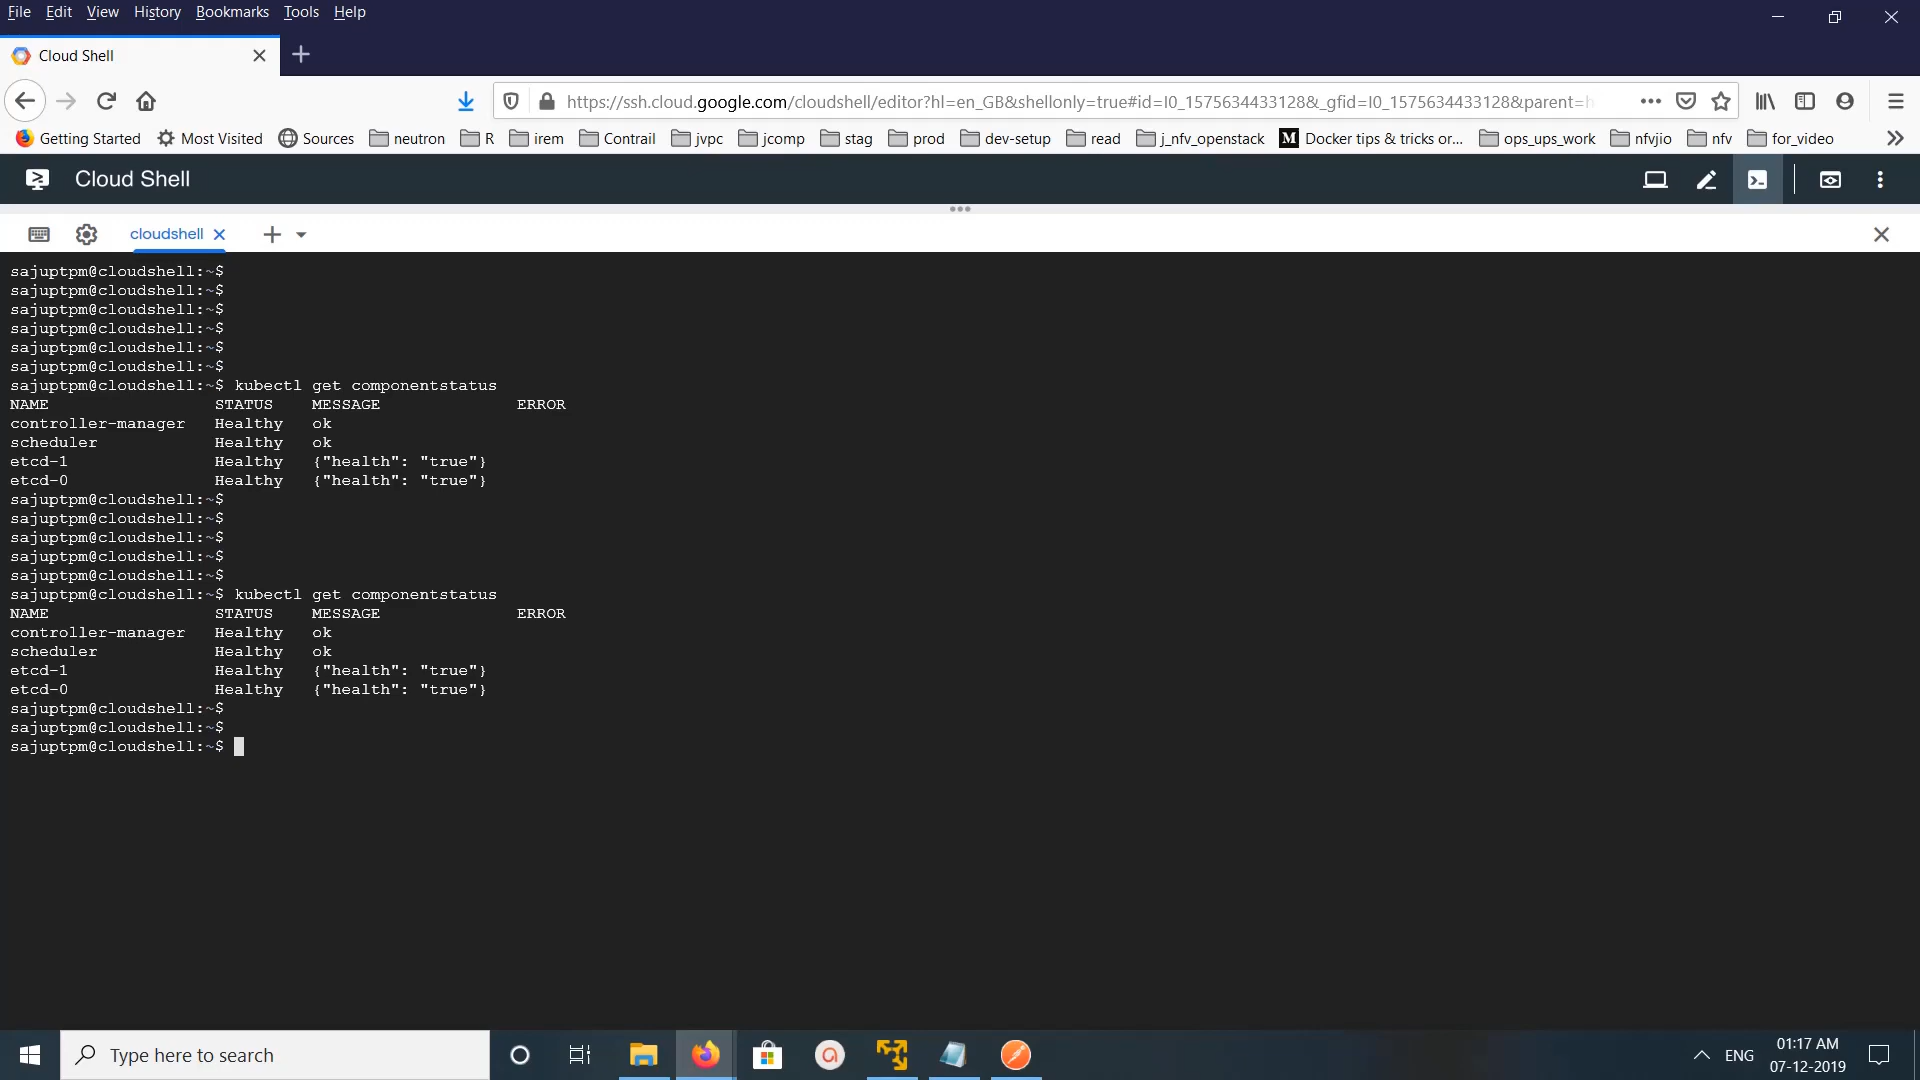 File Edit View History Bookmarks Tools Help
Cloud Shell
https://ssh.cloud.google.com/cloudshell/editor?hl=en_GB&shellonly=true#id=I0_1575634433128&_gfid=I0_1575634433128&parent=h
Getting Started Most Visited Sources neutron R irem Contrail jvpc jcomp stag prod dev-setup read j_nfv_openstack M Docker tips & tricks or... ops_ups_work nfvjio nfv for_video
Cloud Shell
cloudshell
sajuptpm@cloudshell:~$
sajuptpm@cloudshell:~$
sajuptpm@cloudshell:~$
sajuptpm@cloudshell:~$
sajuptpm@cloudshell:~$
sajuptpm@cloudshell:~$
sajuptpm@cloudshell:~$ kubectl get componentstatus
NAME STATUS MESSAGE ERROR
controller-manager Healthy ok
scheduler Healthy ok
etcd-1 Healthy {"health": "true"}
etcd-0 Healthy {"health": "true"}
sajuptpm@cloudshell:~$
sajuptpm@cloudshell:~$
sajuptpm@cloudshell:~$
sajuptpm@cloudshell:~$
sajuptpm@cloudshell:~$
sajuptpm@cloudshell:~$ kubectl get componentstatus
NAME STATUS MESSAGE ERROR
controller-manager Healthy ok
scheduler Healthy ok
etcd-1 Healthy {"health": "true"}
etcd-0 Healthy {"health": "true"}
sajuptpm@cloudshell:~$
sajuptpm@cloudshell:~$
sajuptpm@cloudshell:~$
Type here to search
ENG
01:17 AM
07-12-2019